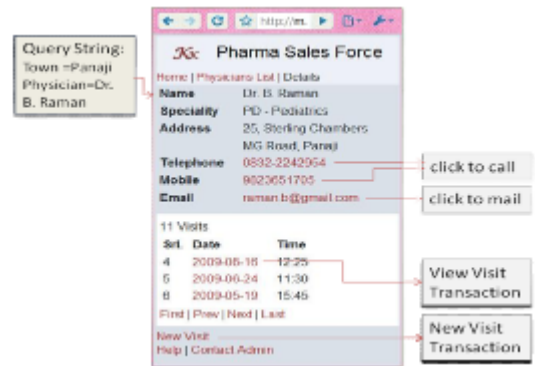 Query String:
Town =Panaji
Physician=Dr.
B. Raman
http://m.
Pharma Sales Force
Home | Physicians List | Details
Name Dr. B. Raman
Speciality PD - Pediatrics
Address 25, Sterling Chambers
MG Road, Panaji
Telephone 0832-2242954
Mobile 9823651705
Email raman.b@gmail.com
click to call
click to mail
11 Visits
Srl. Date Time
4 2009-06-16 12:25
5 2009-06-24 11:30
6 2009-05-19 15:45
First | Prev | Next | Last
View Visit
Transaction
New Visit
Help | Contact Admin
New Visit
Transaction